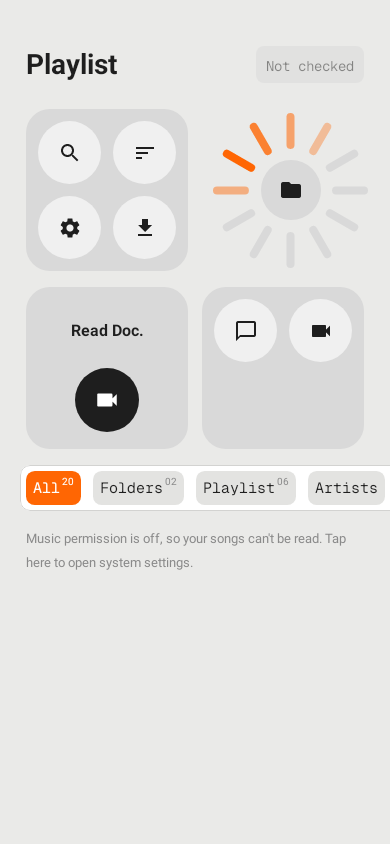 Playlist
Not checked
Read Doc.
All 20
Folders 02
Playlist 06
Artists
Music permission is off, so your songs can't be read. Tap
here to open system settings.